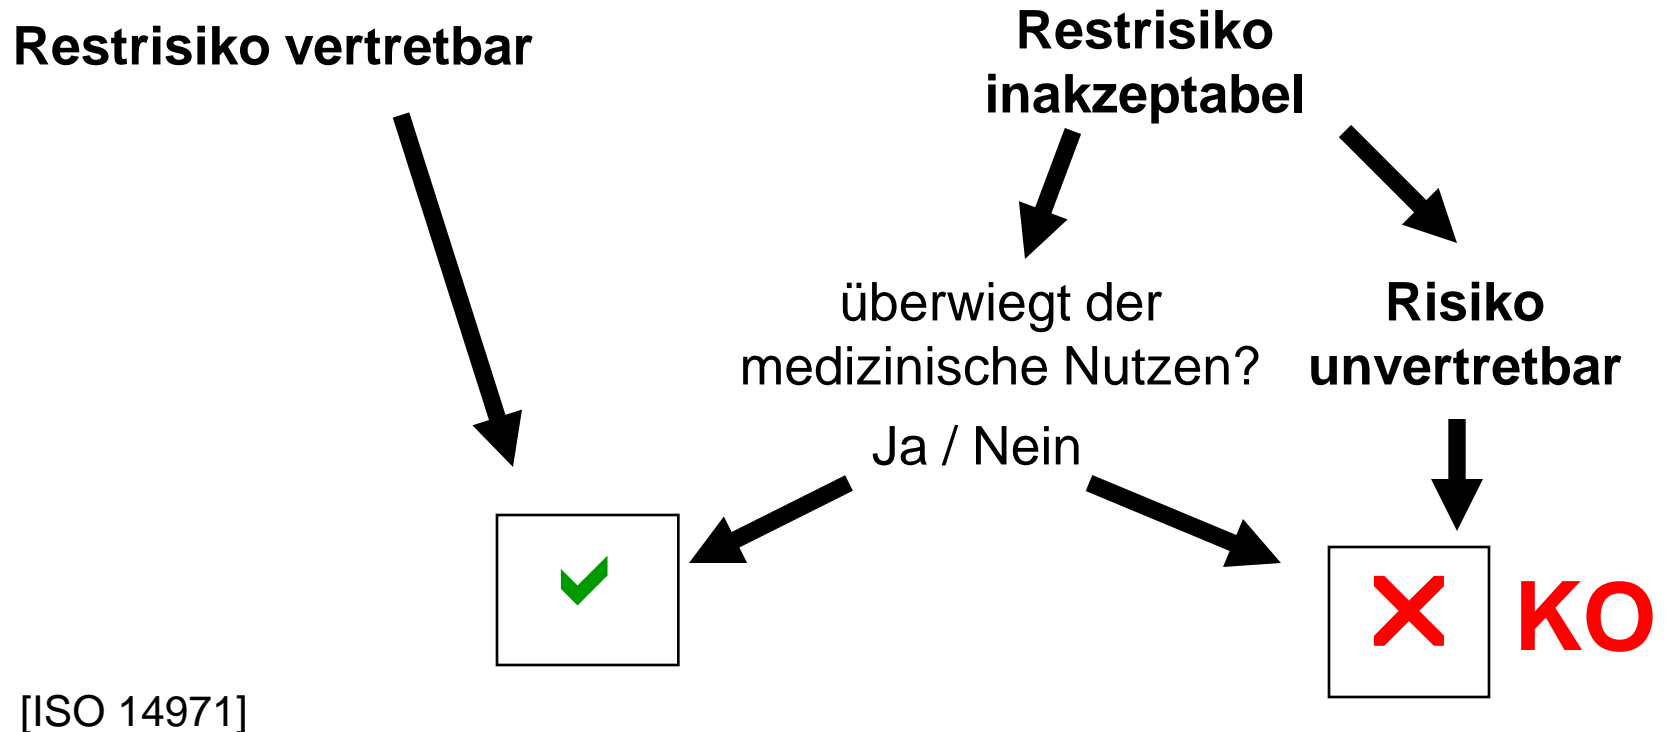 Restrisiko vertretbar
Restrisiko
inakzeptabel
überwiegt der
medizinische Nutzen?
Ja / Nein
Risiko
unvertretbar
KO
[ISO 14971]